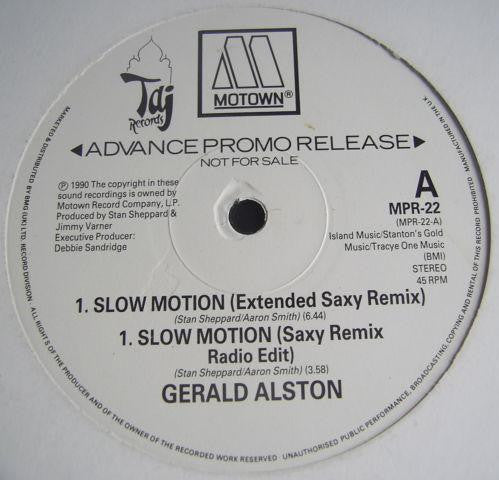 Taj
Records
M
MOTOWN®
◄ADVANCE PROMO RELEASE►
NOT FOR SALE
℗ 1990 The copyright in these
sound recordings is owned by
Motown Record Company, L.P.
Produced by Stan Sheppard &
Jimmy Varner
Executive Producer:
Debbie Sandridge
A
MPR-22
(MPR-22-A)
Island Music/Stanton's Gold
Music/Tracye One Music
(BMI)
STEREO
45 RPM
1. SLOW MOTION (Extended Saxy Remix)
(Stan Sheppard/Aaron Smith) (6.44)
1. SLOW MOTION (Saxy Remix
Radio Edit)
(Stan Sheppard/Aaron Smith) (3.58)
GERALD ALSTON
MARKETED & DISTRIBUTED BY BMG (UK) LTD. RECORD DIVISION · ALL RIGHTS OF THE PRODUCER AND OF THE OWNER OF THE RECORDED WORK RESERVED · UNAUTHORISED PUBLIC PERFORMANCE, BROADCASTING, COPYING AND RENTAL OF THIS RECORD PROHIBITED MANUFACTURED IN THE U.K.